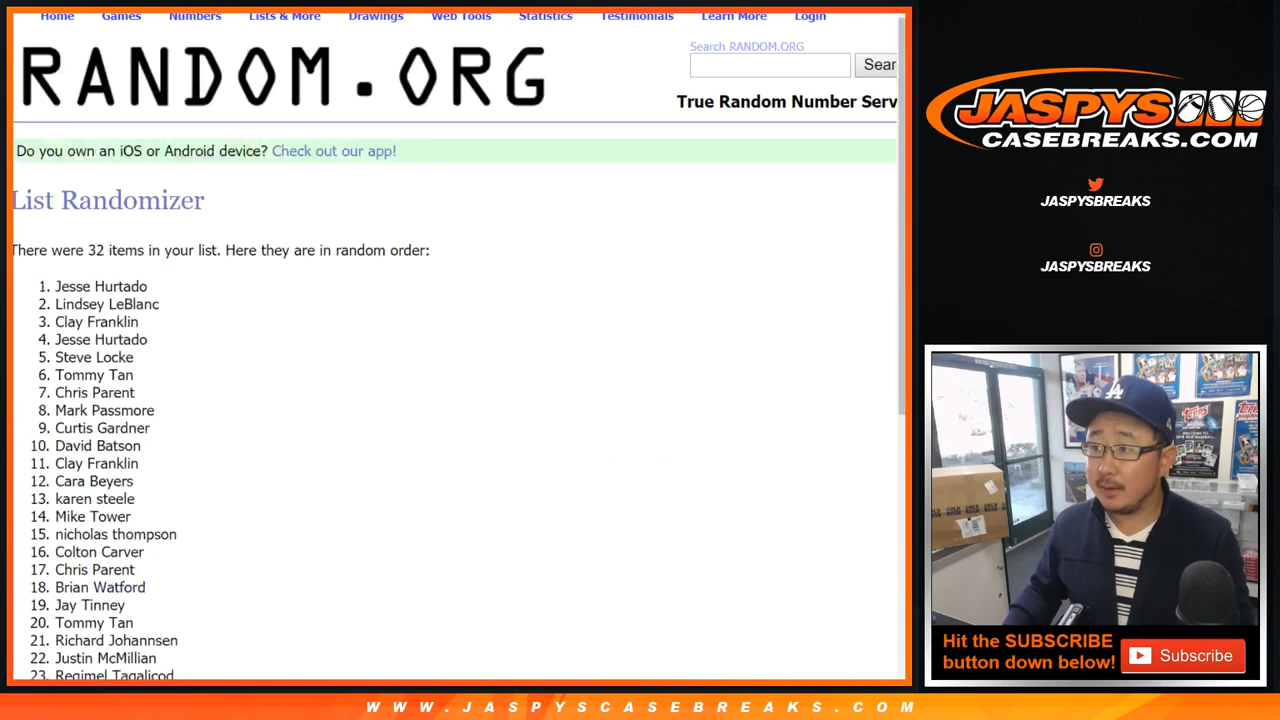 Home Games Numbers Lists & More Drawings Web Tools Statistics Testimonials Learn More Login
RANDOM.ORG
Search RANDOM.ORG
Sear
True Random Number Serv
Do you own an iOS or Android device? Check out our app!
List Randomizer
There were 32 items in your list. Here they are in random order:
1. Jesse Hurtado
2. Lindsey LeBlanc
3. Clay Franklin
4. Jesse Hurtado
5. Steve Locke
6. Tommy Tan
7. Chris Parent
8. Mark Passmore
9. Curtis Gardner
10. David Batson
11. Clay Franklin
12. Cara Beyers
13. karen steele
14. Mike Tower
15. nicholas thompson
16. Colton Carver
17. Chris Parent
18. Brian Watford
19. Jay Tinney
20. Tommy Tan
21. Richard Johannsen
22. Justin McMillian
23. Regimel Tagalicod
JASPYS
CASEBREAKS.COM
JASPYSBREAKS
JASPYSBREAKS
LA
Topps
Hit the SUBSCRIBE
button down below!
Subscribe
WWW.JASPYSCASEBREAKS.COM